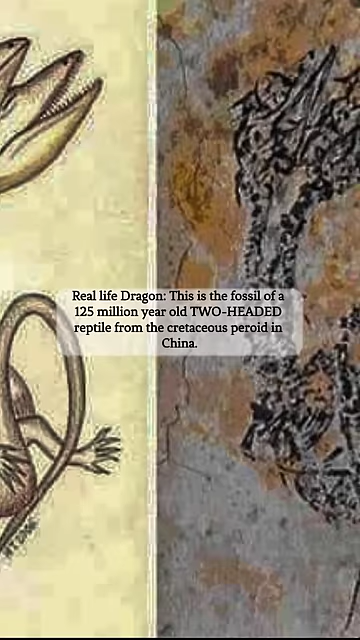 Real life Dragon: This is the fossil of a
125 million year old TWO-HEADED
reptile from the cretaceous peroid in
China.